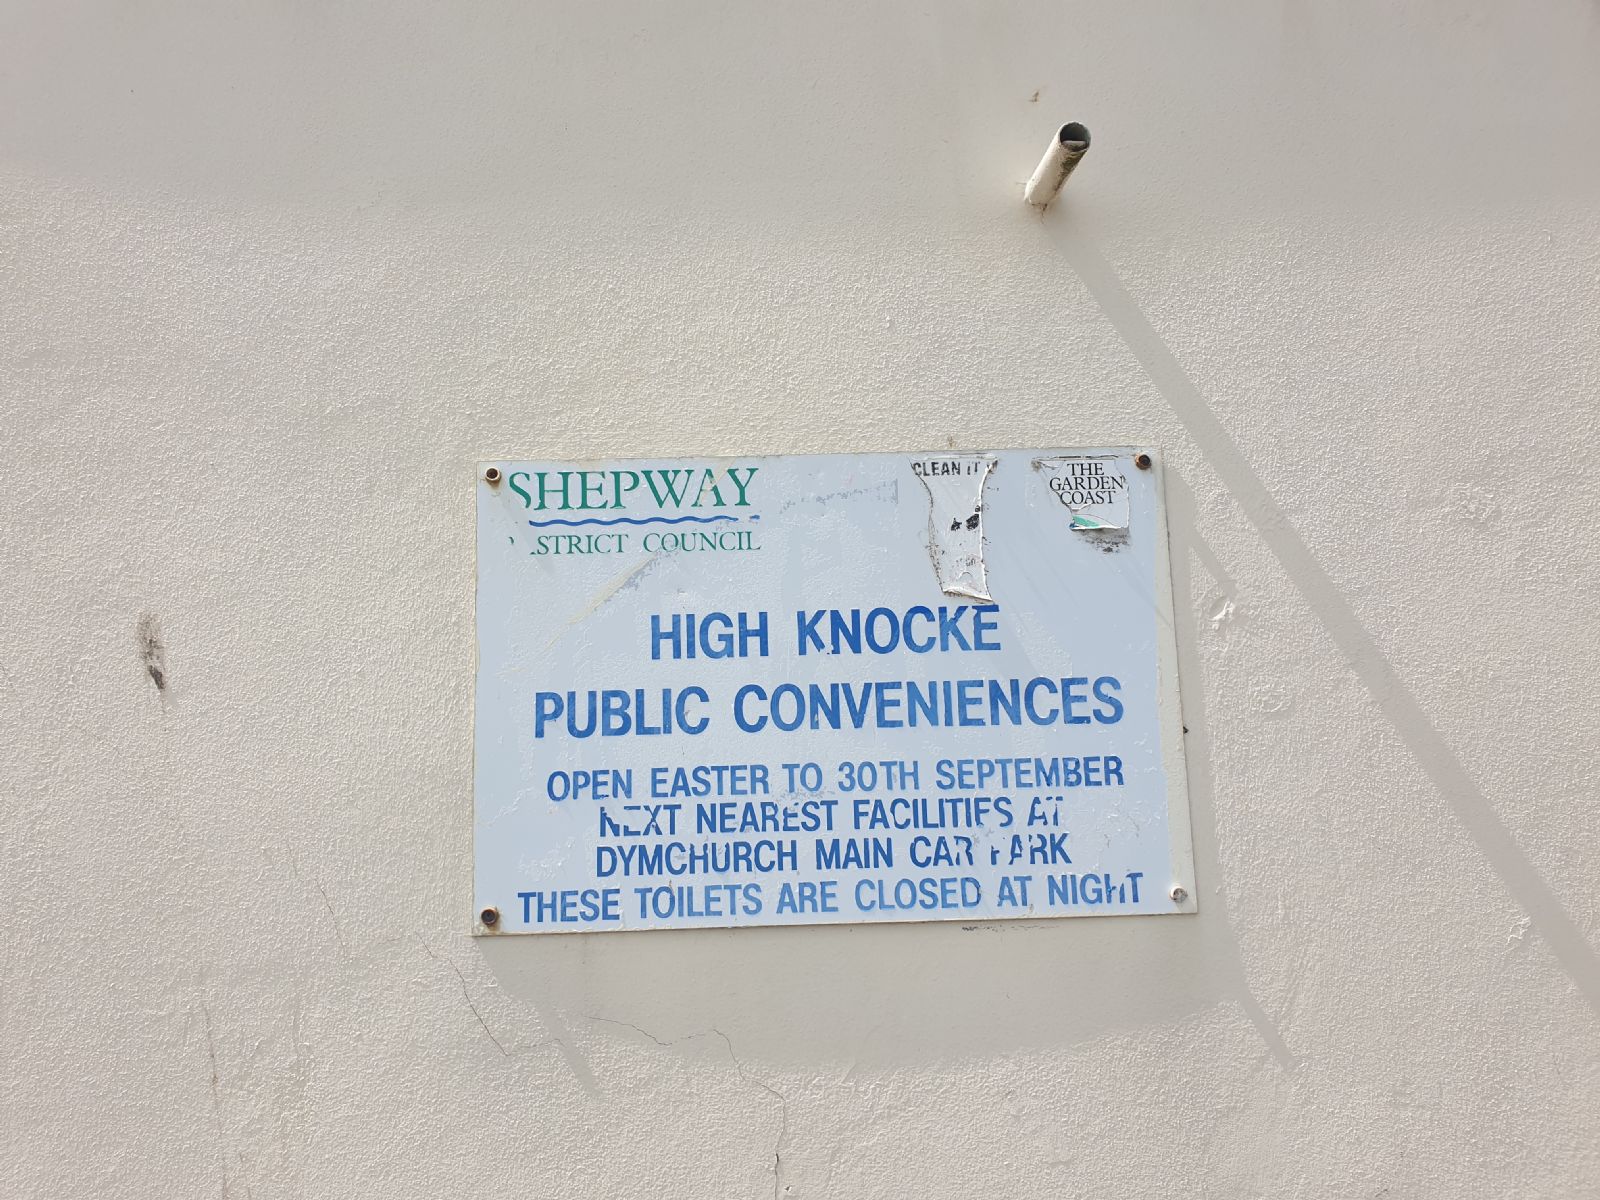 SHEPWAY
DISTRICT COUNCIL
CLEAN IT
THE
GARDEN
COAST
HIGH KNOCKE
PUBLIC CONVENIENCES
OPEN EASTER TO 30TH SEPTEMBER
NEXT NEAREST FACILITIES AT
DYMCHURCH MAIN CAR PARK
THESE TOILETS ARE CLOSED AT NIGHT